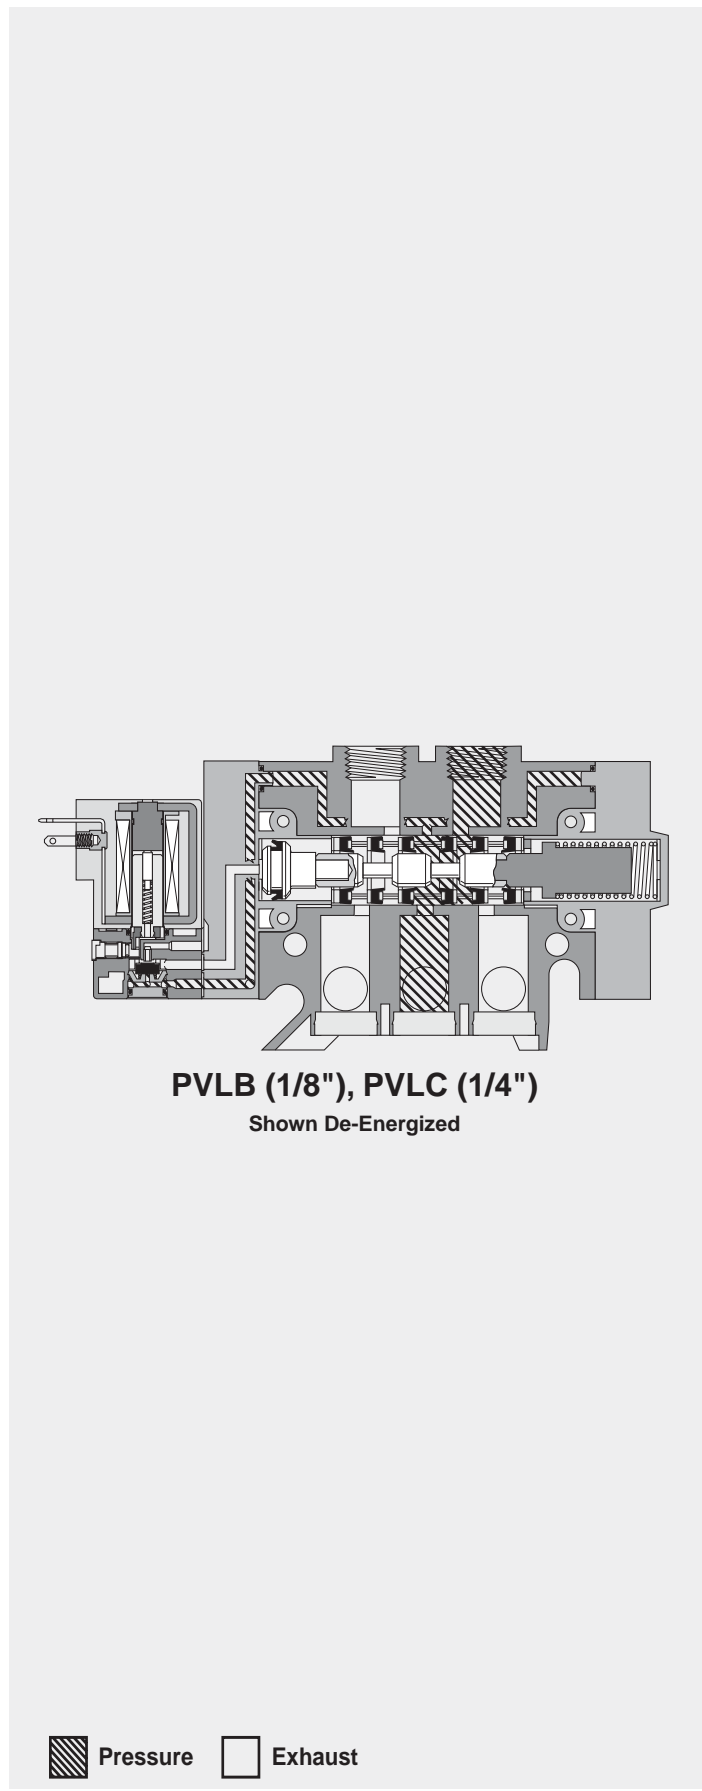 PVLB (1/8"), PVLC (1/4")
Shown De-Energized
Pressure
Exhaust